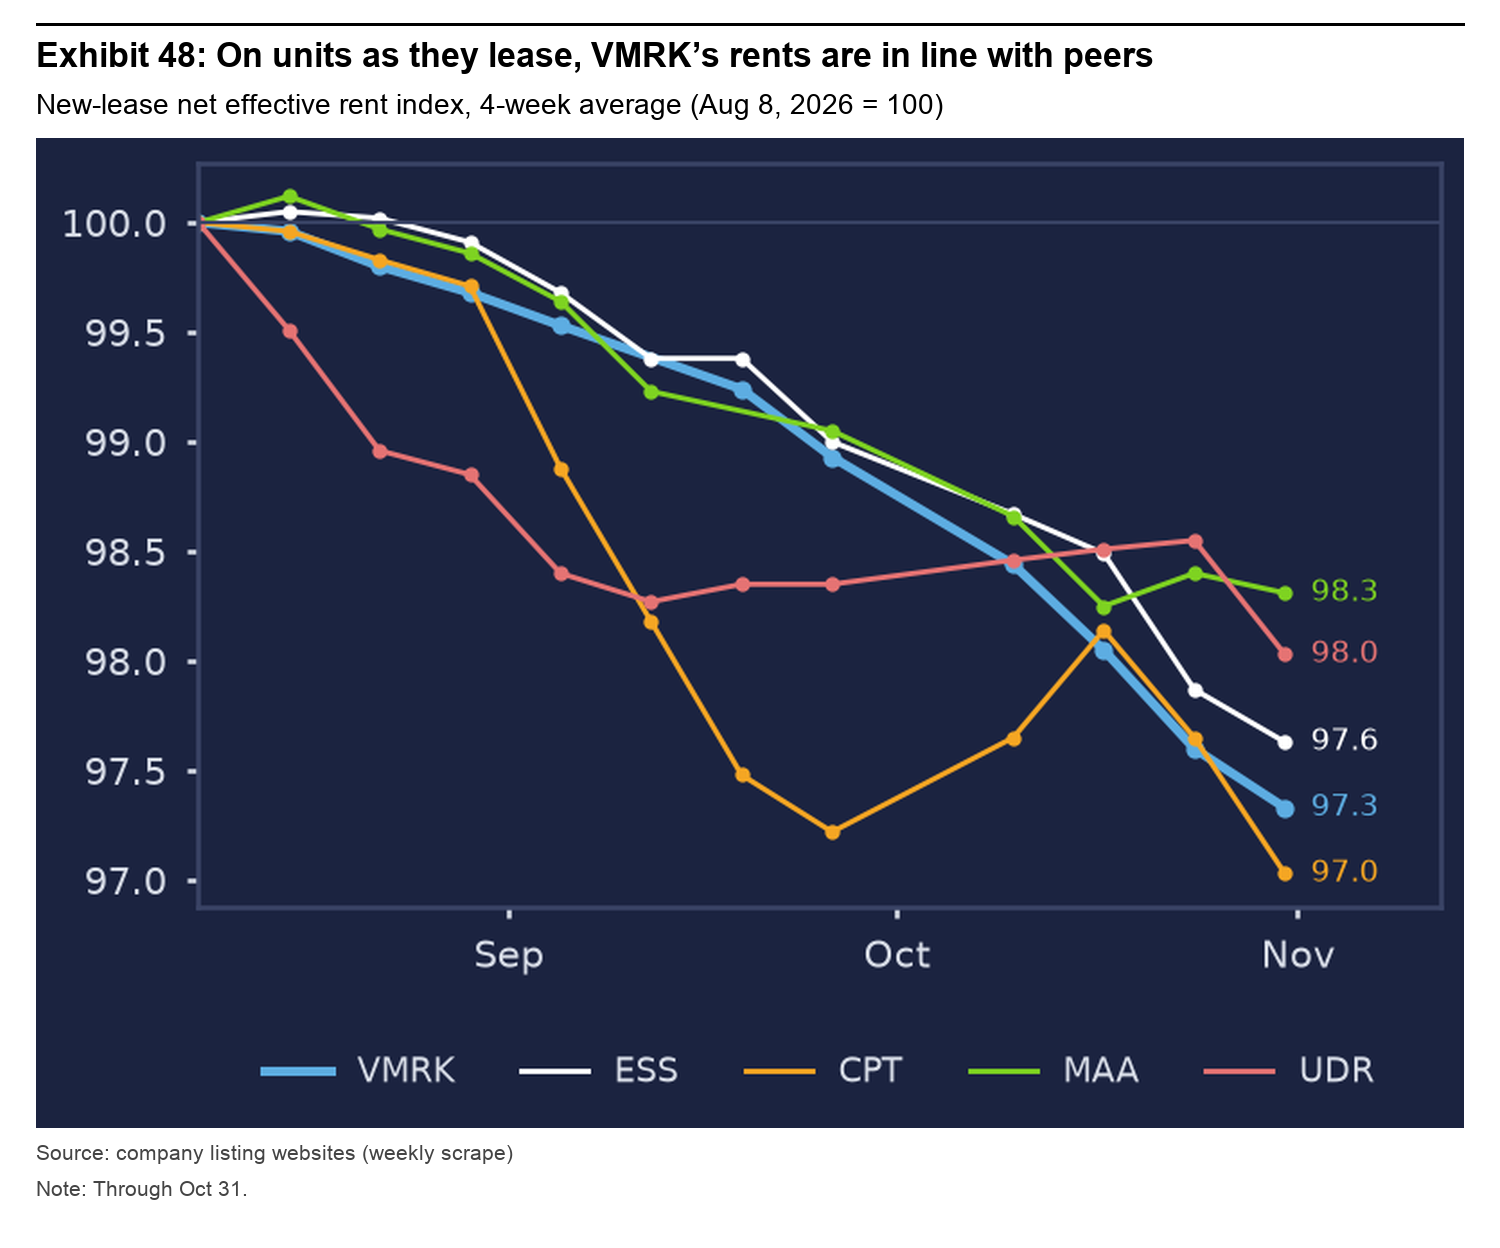 Exhibit 48: On units as they lease, VMRK’s rents are in line with peers
New-lease net effective rent index, 4-week average (Aug 8, 2026 = 100)
100.0
99.5
99.0
98.5
98.0
97.5
97.0
98.3
98.0
97.6
97.3
97.0
Sep Oct Nov
VMRK ESS CPT MAA UDR
Source: company listing websites (weekly scrape)
Note: Through Oct 31.